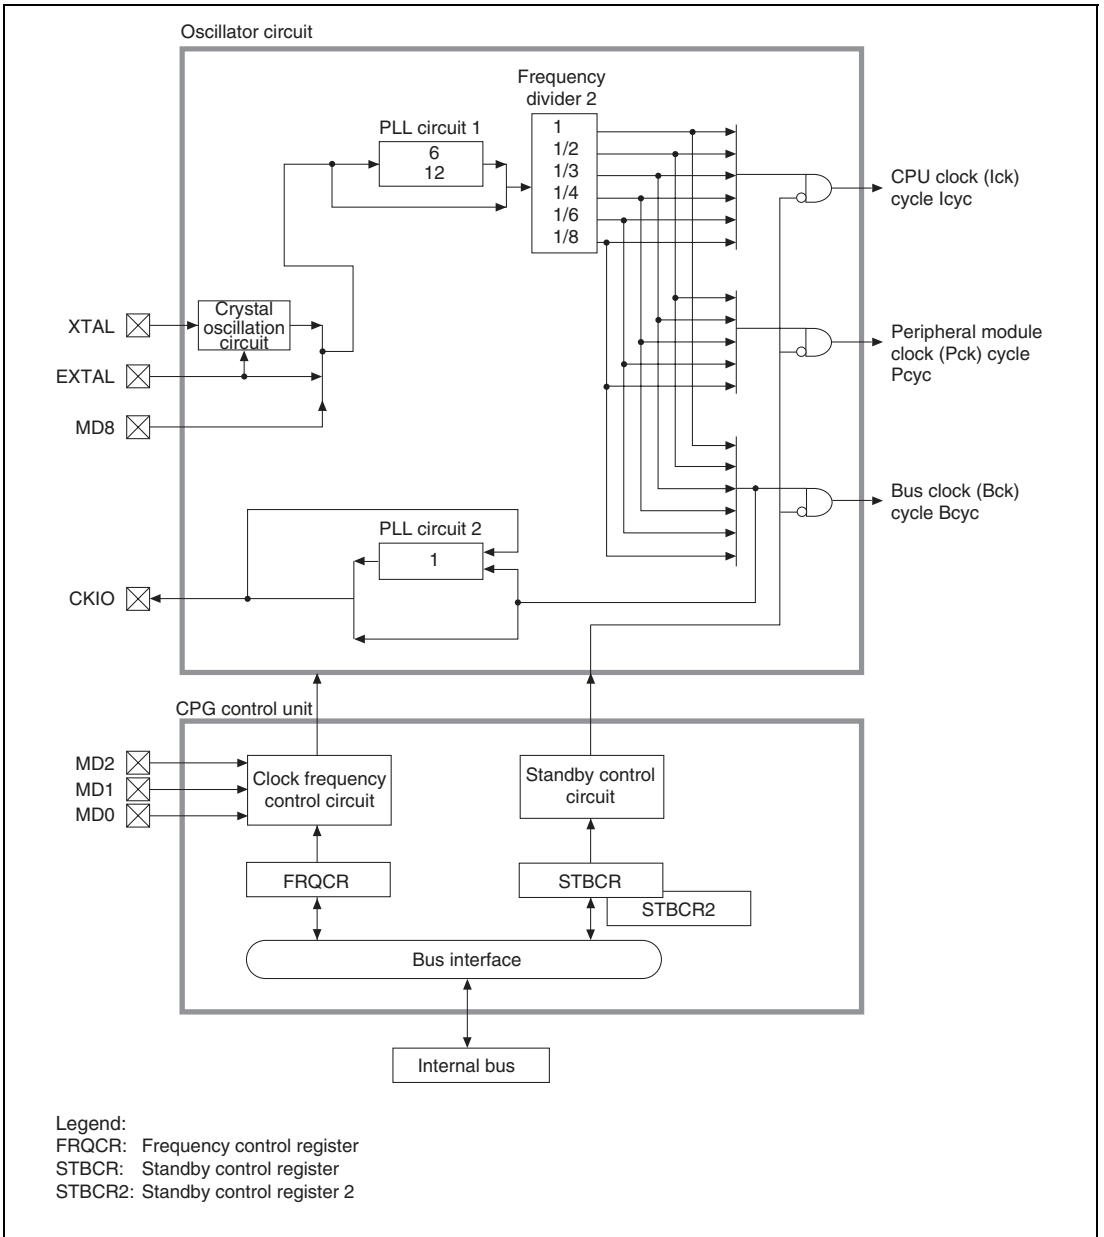 Oscillator circuit
Frequency
divider 2
PLL circuit 1
6
12
1
1/2
1/3
1/4
1/6
1/8
CPU clock (Ick)
cycle Icyc
XTAL
Crystal
oscillation
circuit
EXTAL
MD8
Peripheral module
clock (Pck) cycle
Pcyc
Bus clock (Bck)
cycle Bcyc
PLL circuit 2
1
CKIO
CPG control unit
MD2
MD1
MD0
Clock frequency
control circuit
Standby control
circuit
FRQCR
STBCR
STBCR2
Bus interface
Internal bus
Legend:
FRQCR: Frequency control register
STBCR: Standby control register
STBCR2: Standby control register 2